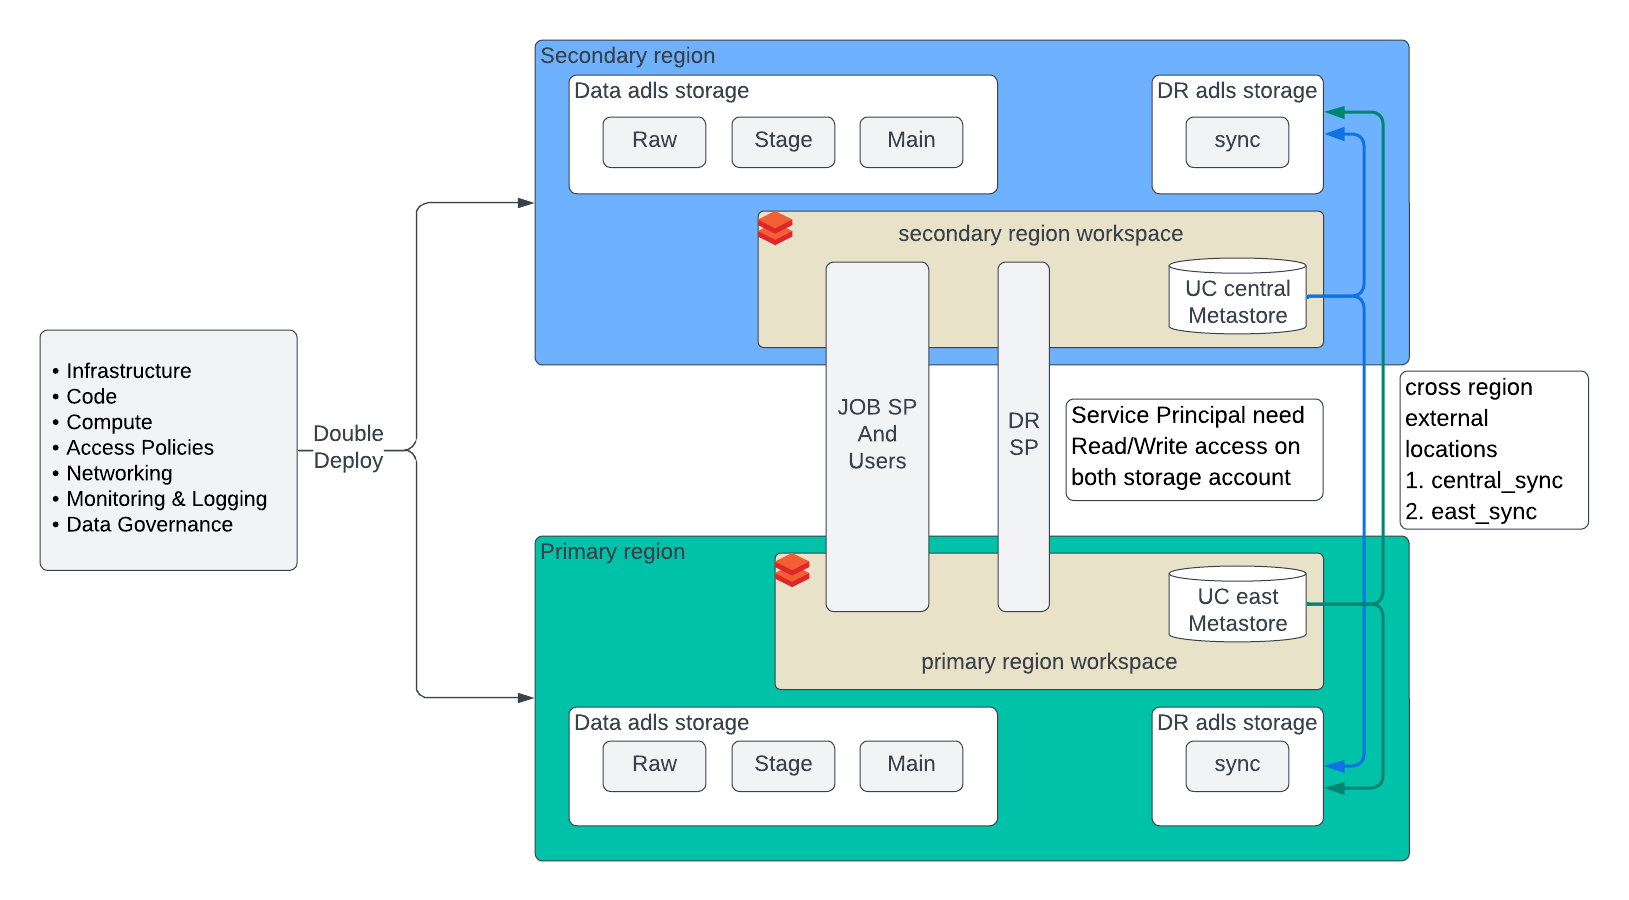 Secondary region
Data adls storage
Raw
Stage
Main
DR adls storage
sync
secondary region workspace
UC central
Metastore
• Infrastructure
• Code
• Compute
• Access Policies
• Networking
• Monitoring & Logging
• Data Governance
Double
Deploy
JOB SP
And
Users
DR
SP
Service Principal need
Read/Write access on
both storage account
cross region
external
locations
1. central_sync
2. east_sync
Primary region
UC east
Metastore
primary region workspace
Data adls storage
Raw
Stage
Main
DR adls storage
sync